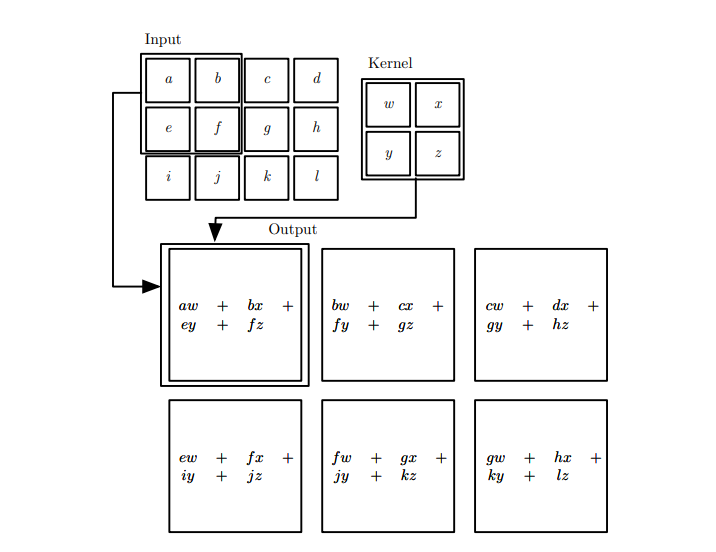 Input
Kernel
a b c d
w x
e f g h
y z
i j k l
Output
aw + bx +
ey + fz
bw + cx +
fy + gz
cw + dx +
gy + hz
ew + fx +
iy + jz
fw + gx +
jy + kz
gw + hx +
ky + lz